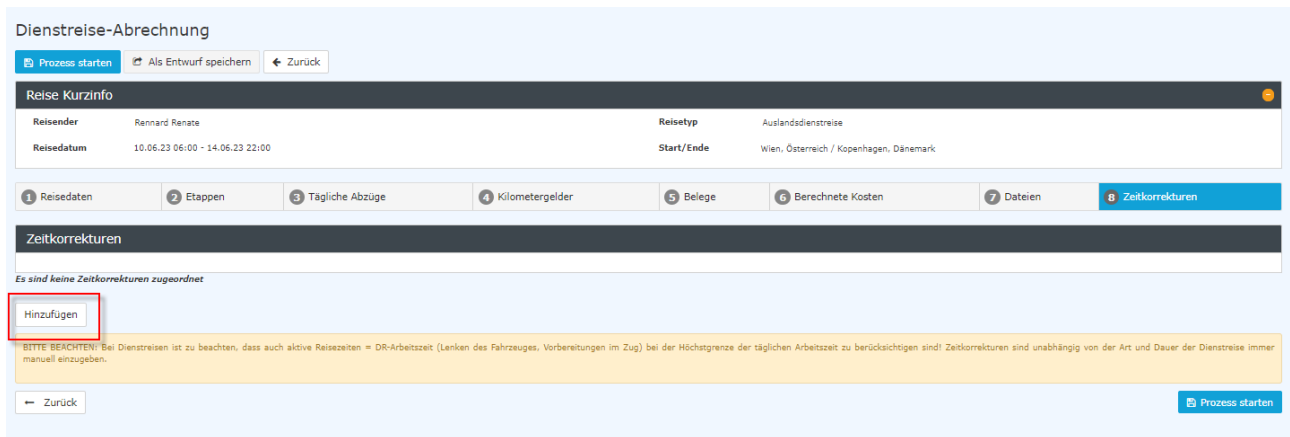 Dienstreise-Abrechnung
Prozess starten Als Entwurf speichern Zurück
Reise Kurzinfo
Reisender Rennard Renate Reisetyp Auslandsdienstreise
Reisedatum 10.06.23 06:00 - 14.06.23 22:00 Start/Ende Wien, Österreich / Kopenhagen, Dänemark
1 Reisedaten 2 Etappen 3 Tägliche Abzüge 4 Kilometergelder 5 Belege 6 Berechnete Kosten 7 Dateien 8 Zeitkorrekturen
Zeitkorrekturen
Es sind keine Zeitkorrekturen zugeordnet
Hinzufügen
BITTE BEACHTEN: Bei Dienstreisen ist zu beachten, dass auch aktive Reisezeiten = DR-Arbeitszeit (Lenken des Fahrzeuges, Vorbereitungen im Zug) bei der Höchstgrenze der täglichen Arbeitszeit zu berücksichtigen sind! Zeitkorrekturen sind unabhängig von der Art und Dauer der Dienstreise immer
manuell einzugeben.
Zurück Prozess starten